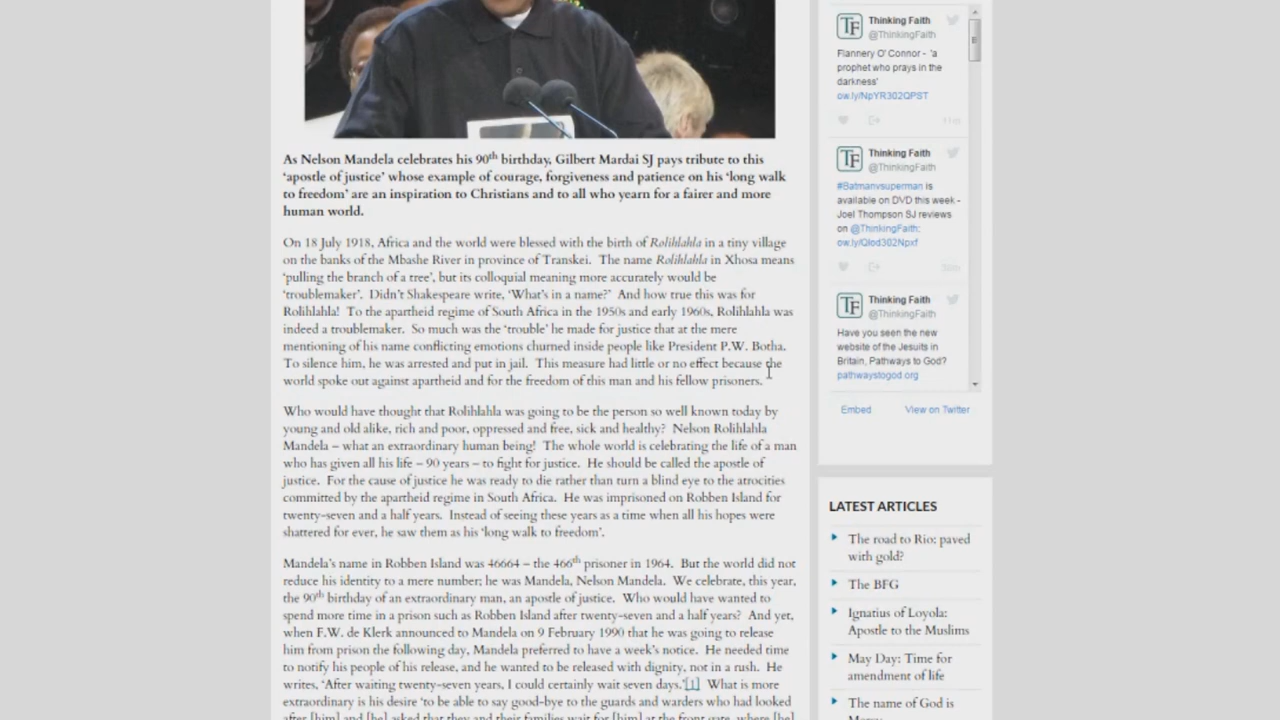 As Nelson Mandela celebrates his 90th birthday, Gilbert Mardai SJ pays tribute to this
'apostle of justice' whose example of courage, forgiveness and patience on his 'long walk
to freedom' are an inspiration to Christians and to all who yearn for a fairer and more
human world.
On 18 July 1918, Africa and the world were blessed with the birth of Rolihlahla in a tiny village
on the banks of the Mbashe River in province of Transkei. The name Rolihlahla in Xhosa means
'pulling the branch of a tree', but its colloquial meaning more accurately would be
'troublemaker'. Didn't Shakespeare write, 'What's in a name?' And how true this was for
Rolihlahla! To the apartheid regime of South Africa in the 1950s and early 1960s, Rolihlahla was
indeed a troublemaker. So much was the 'trouble' he made for justice that at the mere
mentioning of his name conflicting emotions churned inside people like President P.W. Botha.
To silence him, he was arrested and put in jail. This measure had little or no effect because the
world spoke out against apartheid and for the freedom of this man and his fellow prisoners.
Who would have thought that Rolihlahla was going to be the person so well known today by
young and old alike, rich and poor, oppressed and free, sick and healthy? Nelson Rolihlahla
Mandela – what an extraordinary human being! The whole world is celebrating the life of a man
who has given all his life – 90 years – to fight for justice. He should be called the apostle of
justice. For the cause of justice he was ready to die rather than turn a blind eye to the atrocities
committed by the apartheid regime in South Africa. He was imprisoned on Robben Island for
twenty-seven and a half years. Instead of seeing these years as a time when all his hopes were
shattered for ever, he saw them as his 'long walk to freedom'.
Mandela's name in Robben Island was 46664 – the 466th prisoner in 1964. But the world did not
reduce his identity to a mere number; he was Mandela, Nelson Mandela. We celebrate, this year,
the 90th birthday of an extraordinary man, an apostle of justice. Who would have wanted to
spend more time in a prison such as Robben Island after twenty-seven and a half years? And yet,
when F.W. de Klerk announced to Mandela on 9 February 1990 that he was going to release
him from prison the following day, Mandela preferred to have a week's notice. He needed time
to notify his people of his release, and he wanted to be released with dignity, not in a rush. He
writes, 'After waiting twenty-seven years, I could certainly wait seven days.'[1] What is more
extraordinary is his desire 'to be able to say good-bye to the guards and warders who had looked
after [him] and [he] asked that they and their families wait for [him] at the front gate, where [he]
TF Thinking Faith
@ThinkingFaith
Flannery O' Connor - 'a
prophet who prays in the
darkness'
ow.ly/NpYR302QPST
TF Thinking Faith
@ThinkingFaith
#Batmanvsuperman is
available on DVD this week -
Joel Thompson SJ reviews
on @ThinkingFaith:
ow.ly/Qlod302Npxf
TF Thinking Faith
@ThinkingFaith
Have you seen the new
website of the Jesuits in
Britain, Pathways to God?
pathwaystogod.org
Embed View on Twitter
LATEST ARTICLES
The road to Rio: paved
with gold?
The BFG
Ignatius of Loyola:
Apostle to the Muslims
May Day: Time for
amendment of life
The name of God is